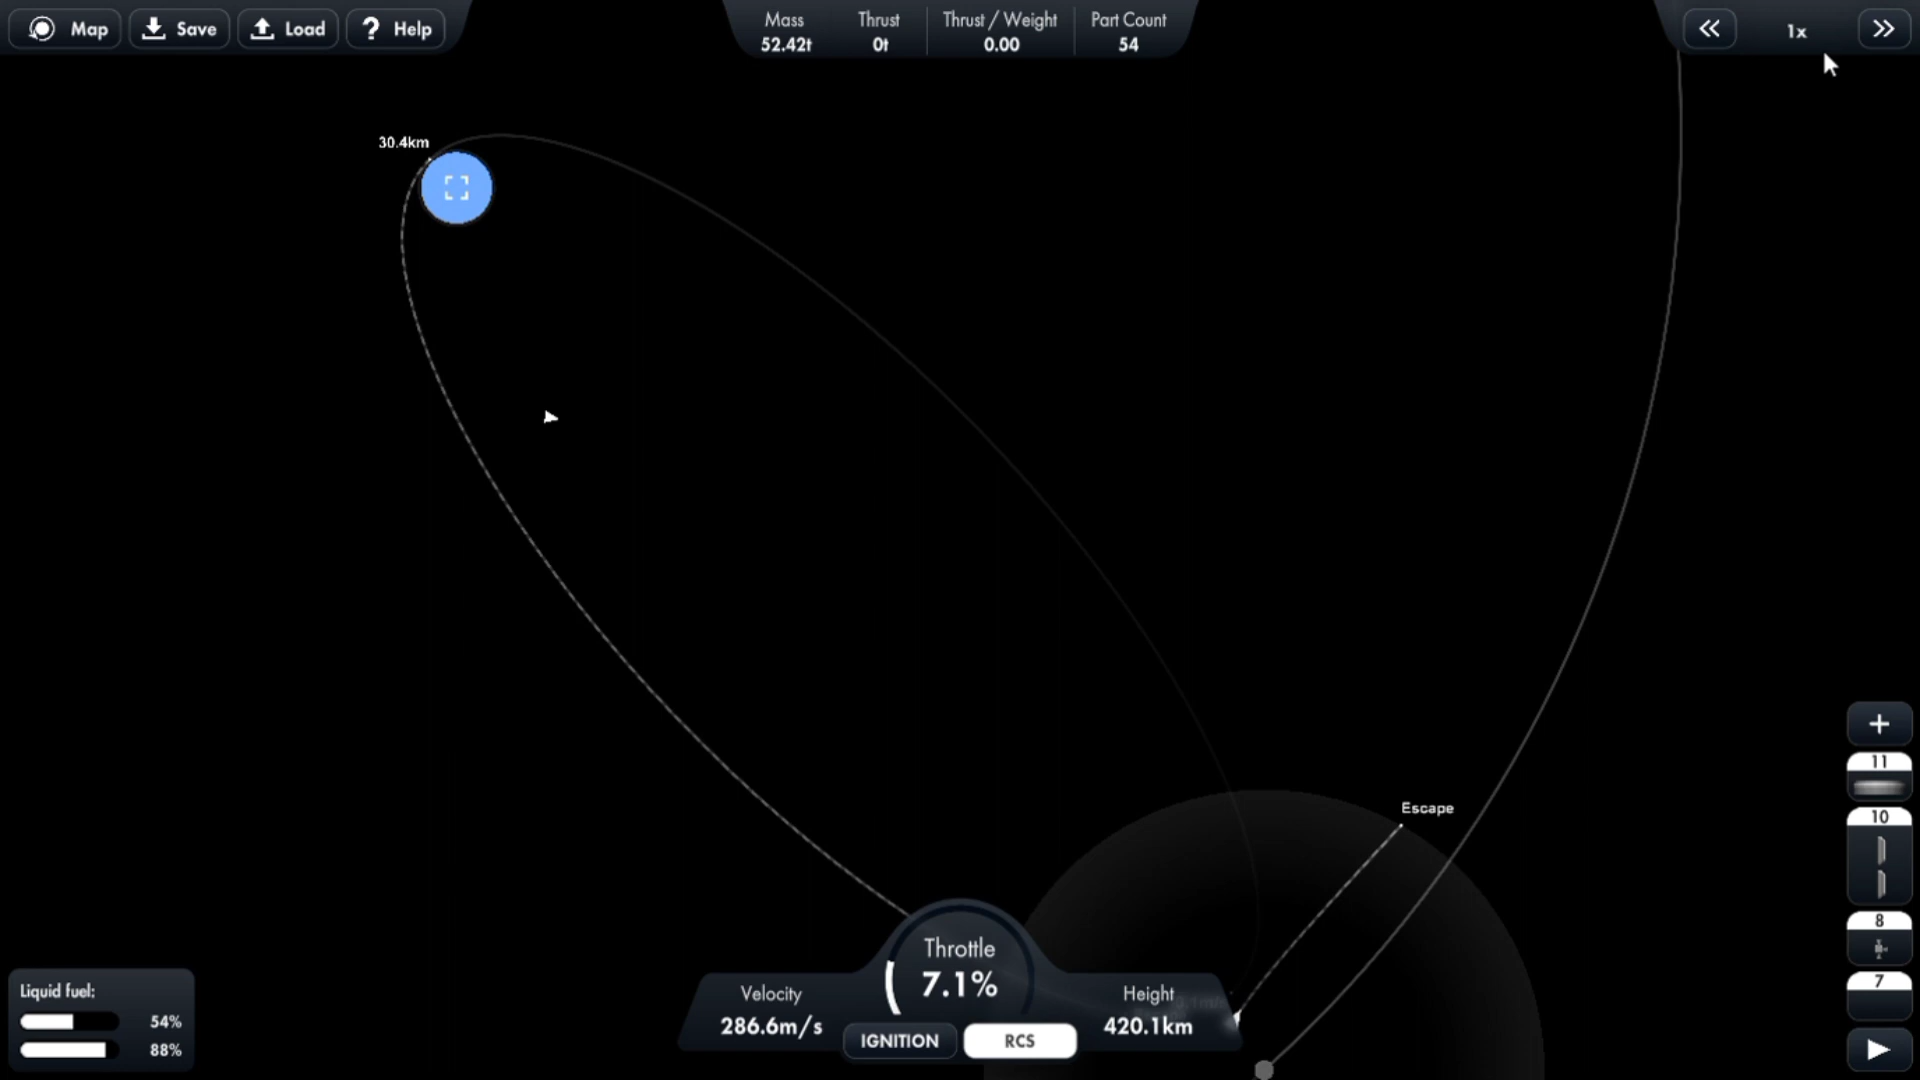 Map
Save
Load
? Help
Mass
52.42t
Thrust
0t
Thrust / Weight
0.00
Part Count
54
1x
30.4km
Escape
11
10
8
7
Liquid fuel:
54%
88%
Throttle
7.1%
Velocity
286.6m/s
IGNITION
RCS
Height
420.1km